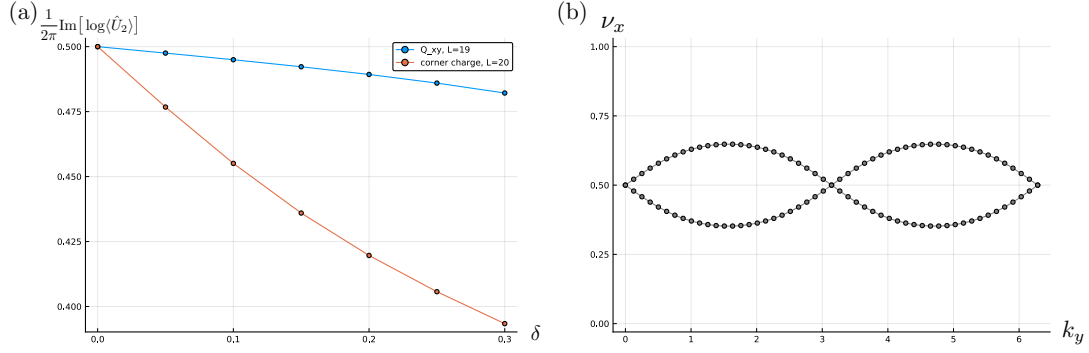 (a)
1/2π Im[log⟨Û₂⟩]
0.500
0.475
0.450
0.425
0.400
Q_xy, L=19
corner charge, L=20
0.0 0.1 0.2 0.3
δ
(b)
νₓ
1.00
0.75
0.50
0.25
0.00
0 1 2 3 4 5 6
k_y